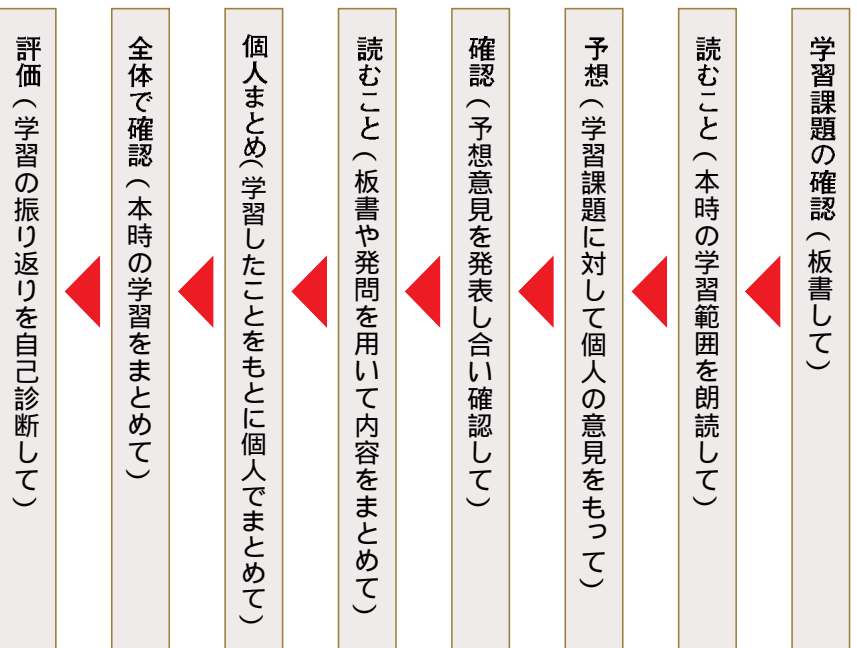 学習課題の確認(板書して)
読むこと(本時の学習範囲を朗読して)
予想(学習課題に対して個人の意見をもって)
確認(予想意見を発表し合い確認して)
読むこと(板書や発問を用いて内容をまとめて)
個人まとめ(学習したことをもとに個人でまとめて)
全体で確認(本時の学習をまとめて)
評価(学習の振り返りを自己診断して)